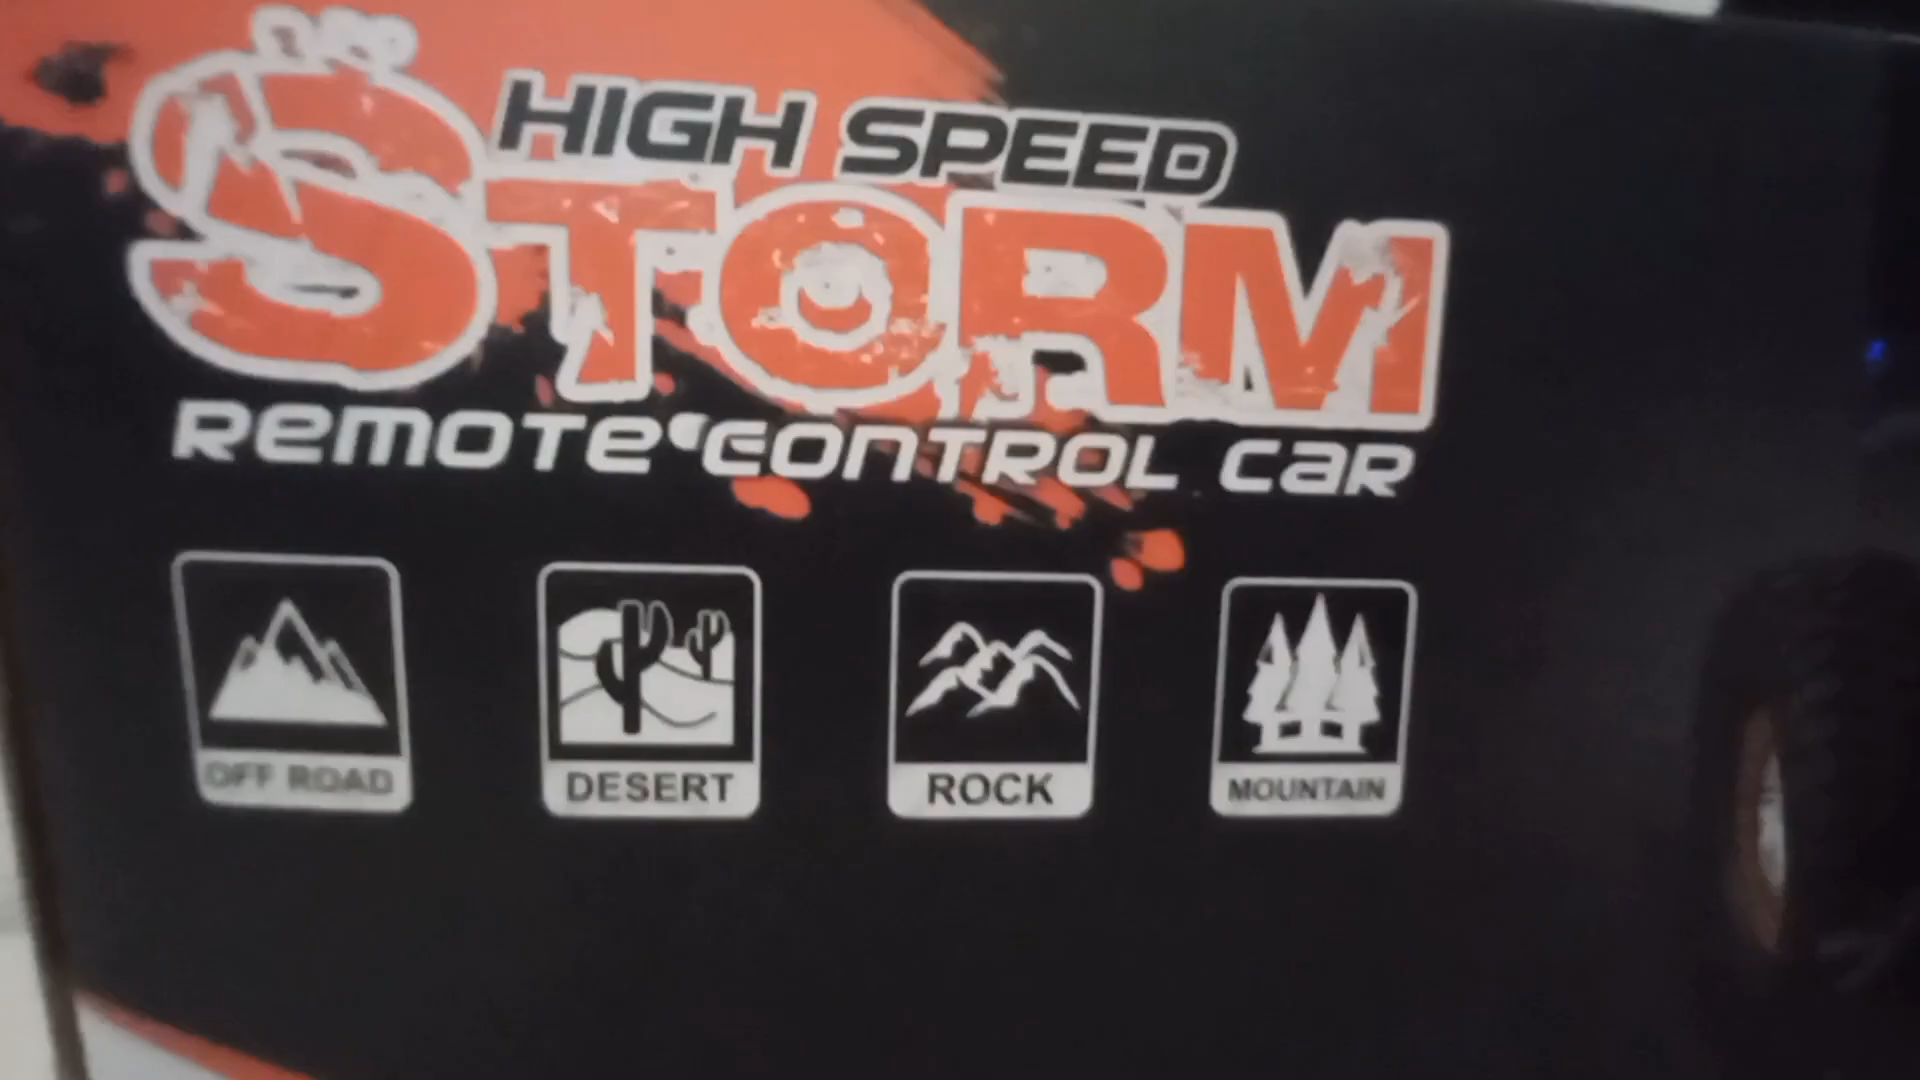 HIGH SPEED
STORM
REMOTE CONTROL CAR
OFF ROAD
DESERT
ROCK
MOUNTAIN